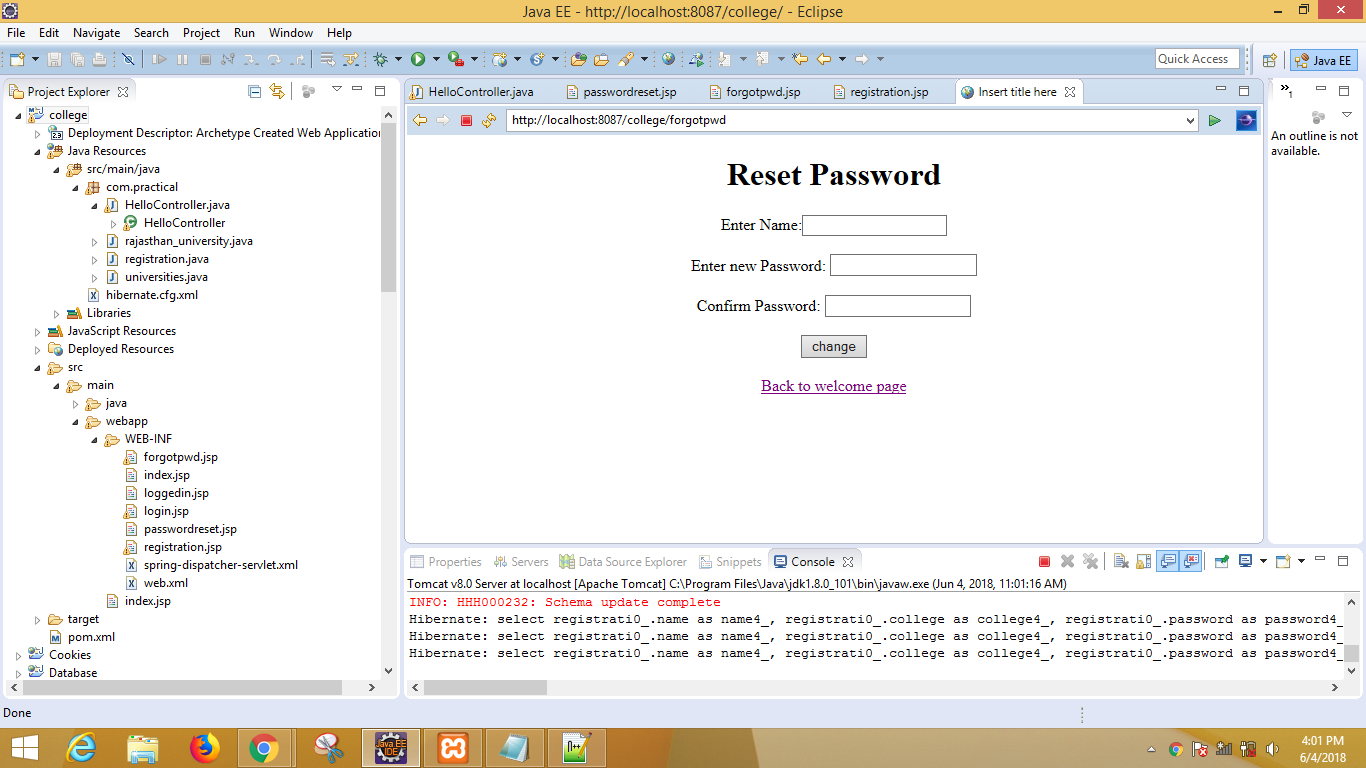 Java EE - http://localhost:8087/college/ - Eclipse
File Edit Navigate Search Project Run Window Help
Quick Access
Java EE
Project Explorer
college
Deployment Descriptor: Archetype Created Web Application
Java Resources
src/main/java
com.practical
HelloController.java
HelloController
rajasthan_university.java
registration.java
universities.java
hibernate.cfg.xml
Libraries
JavaScript Resources
Deployed Resources
src
main
java
webapp
WEB-INF
forgotpwd.jsp
index.jsp
loggedin.jsp
login.jsp
passwordreset.jsp
registration.jsp
spring-dispatcher-servlet.xml
web.xml
index.jsp
target
pom.xml
Cookies
Database
HelloController.java passwordreset.jsp forgotpwd.jsp registration.jsp Insert title here
http://localhost:8087/college/forgotpwd
Reset Password
Enter Name:
Enter new Password:
Confirm Password:
change
Back to welcome page
1
An outline is not
available.
Properties Servers Data Source Explorer Snippets Console
Tomcat v8.0 Server at localhost [Apache Tomcat] C:\Program Files\Java\jdk1.8.0_101\bin\javaw.exe (Jun 4, 2018, 11:01:16 AM)
INFO: HHH000232: Schema update complete
Hibernate: select registrati0_.name as name4_, registrati0_.college as college4_, registrati0_.password as password4_
Hibernate: select registrati0_.name as name4_, registrati0_.college as college4_, registrati0_.password as password4_
Hibernate: select registrati0_.name as name4_, registrati0_.college as college4_, registrati0_.password as password4_
Done
Java EE
IDE
4:01 PM
6/4/2018